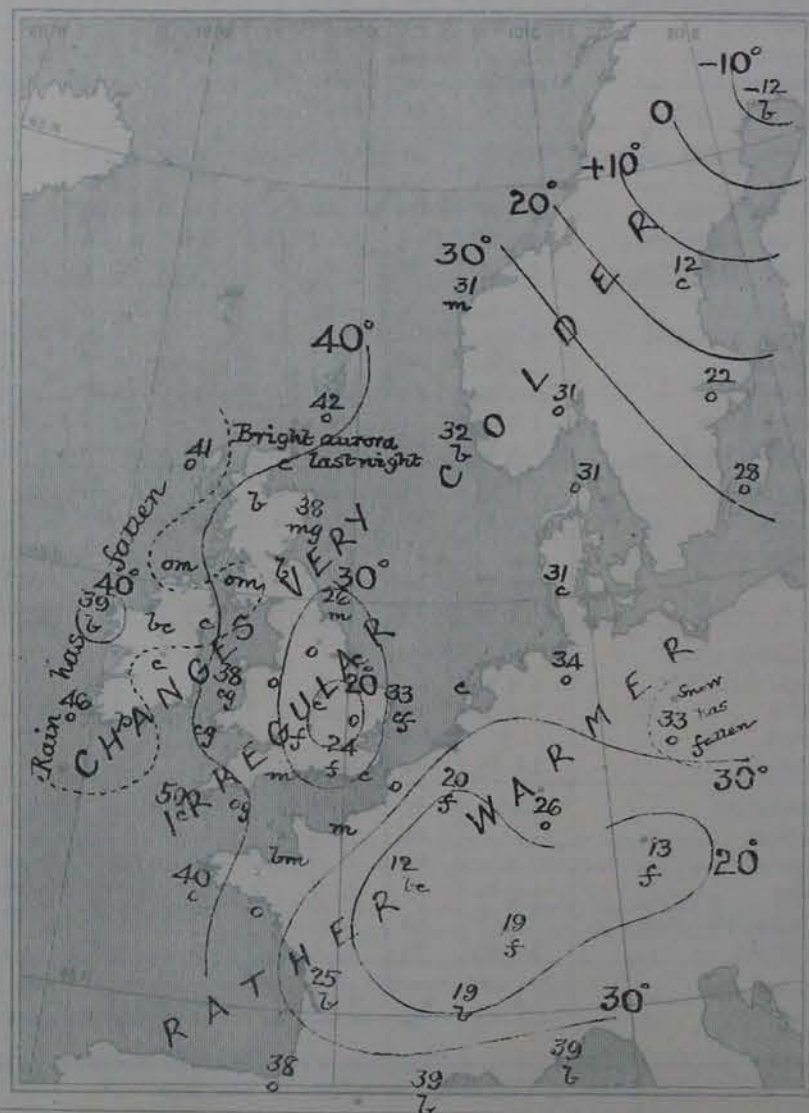 -10°
-12
b
0
+10°
20°
30°
31
m
12
c
COLDER
40°
42
o
31
o
22
o
32
b
41
o
Bright aurora
c last night
31
o
28
o
b
38
mg
Rain has fallen
VERY
b
om
om
40°
39
b
30°
26
m
31
c
bc
c
c
CHANGES
IRREGULAR
38
cg
o
o
c
20°
33
cf
c
34
o
Snow
has
fallen
33
o
46
o
o
cg
f
c
o
24
f
m
c
o
RATHER WARMER
30°
50
c
cg
20
f
26
o
m
bm
12
bc
13
f
20°
40
c
o
19
f
25
b
19
b
30°
38
o
39
b
39
b